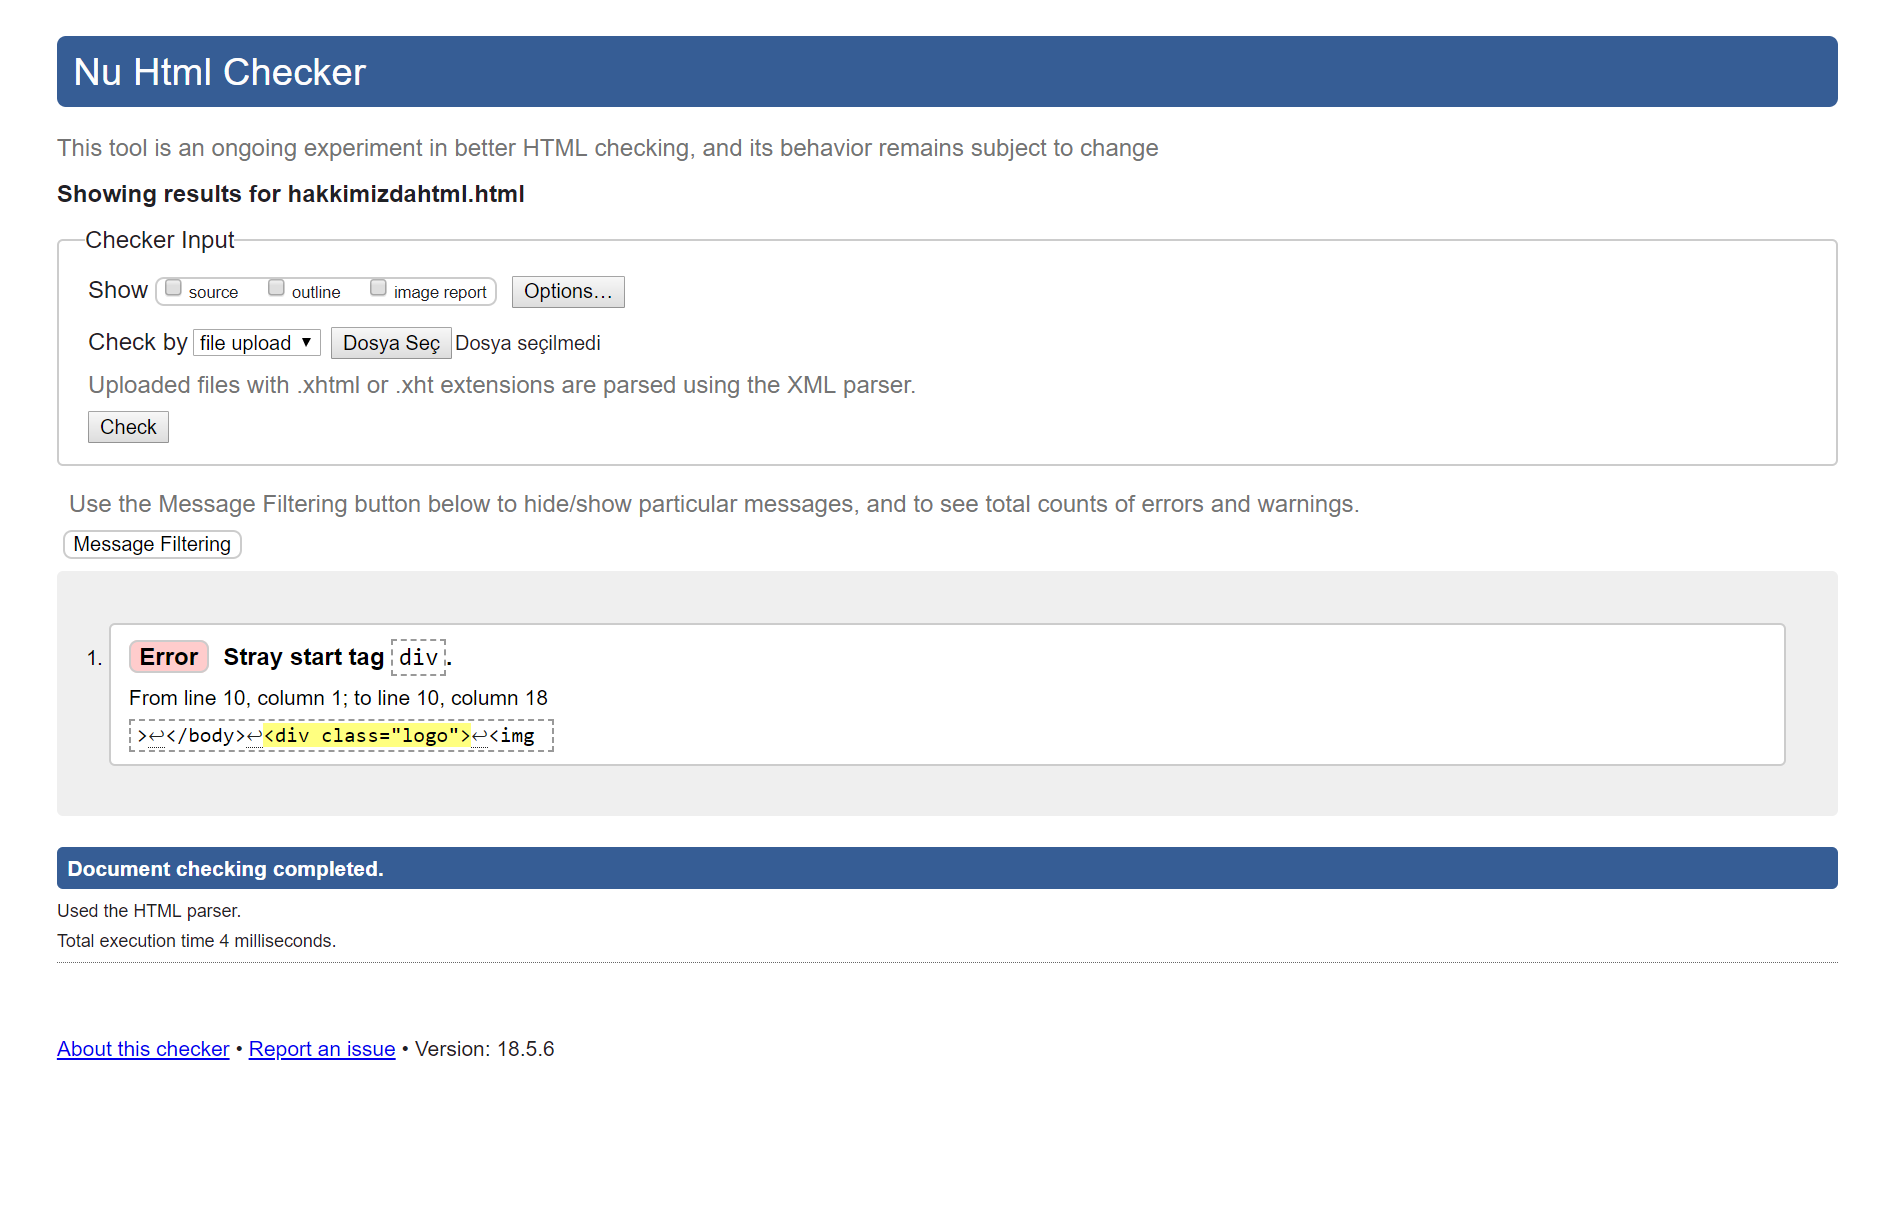 Nu Html Checker
This tool is an ongoing experiment in better HTML checking, and its behavior remains subject to change
Showing results for hakkimizdahtml.html
Checker Input
Show source outline image report Options...
Check by file upload ▼ Dosya Seç Dosya seçilmedi
Uploaded files with .xhtml or .xht extensions are parsed using the XML parser.
Check
Use the Message Filtering button below to hide/show particular messages, and to see total counts of errors and warnings.
Message Filtering
1. Error Stray start tag div.
From line 10, column 1; to line 10, column 18
>↩</body>↩<div class="logo">↩<img
Document checking completed.
Used the HTML parser.
Total execution time 4 milliseconds.
About this checker • Report an issue • Version: 18.5.6